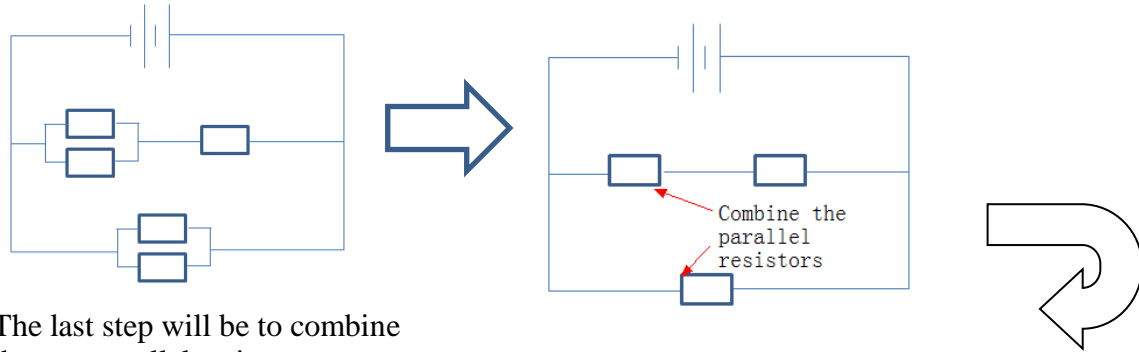 Combine the
parallel
resistors
The last step will be to combine